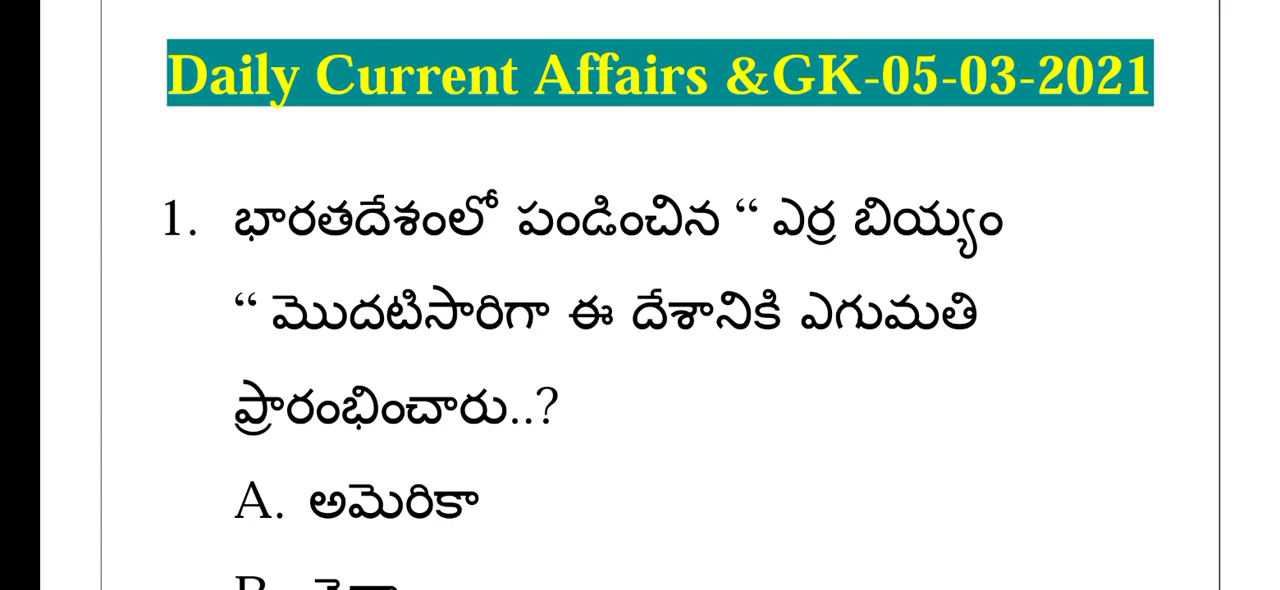 Daily Current Affairs &GK-05-03-2021
1. భారతదేశంలో పండించిన “ ఎర్ర బియ్యం
“ మొదటిసారిగా ఈ దేశానికి ఎగుమతి
ప్రారంభించారు..?
A. అమెరికా